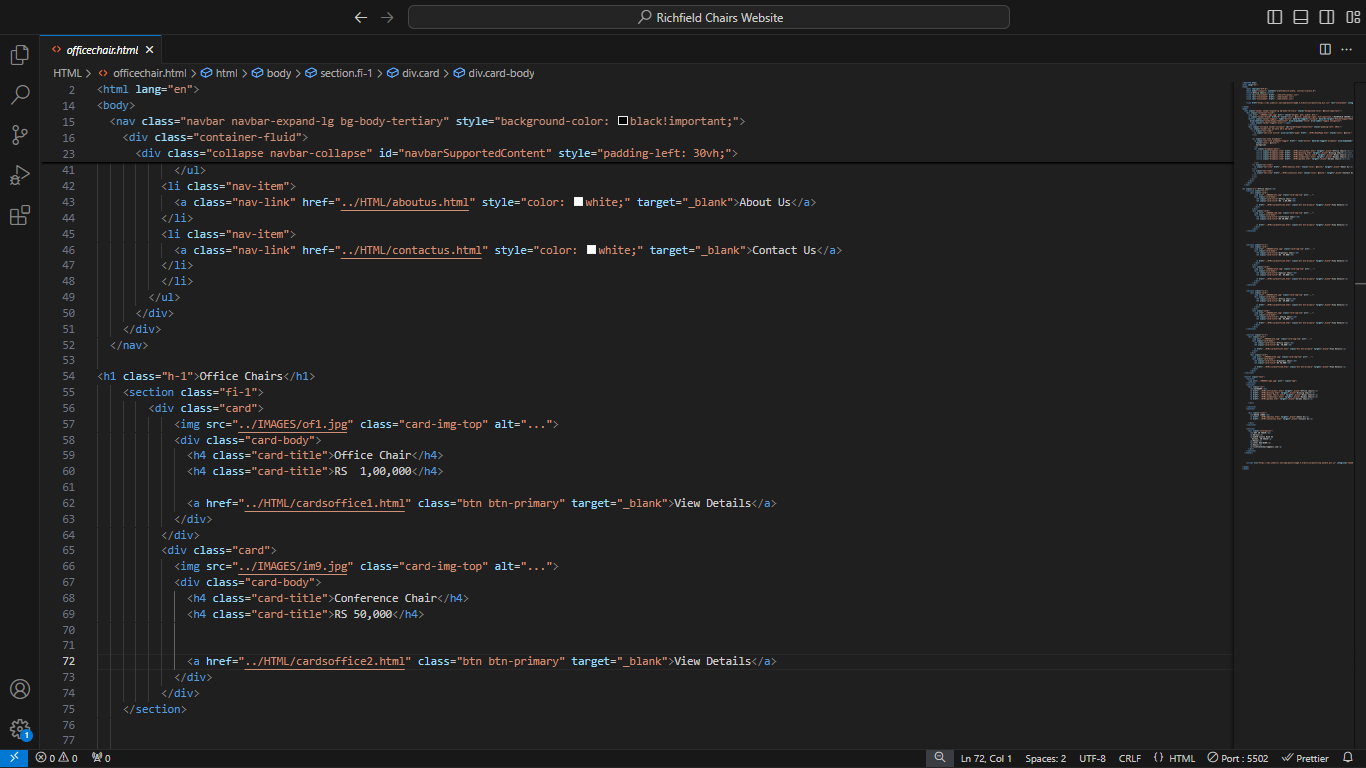 Richfield Chairs Website
officechair.html
HTML > officechair.html > html > body > section.fi-1 > div.card > div.card-body
2 <html lang="en">
14 <body>
15 <nav class="navbar navbar-expand-lg bg-body-tertiary" style="background-color: black!important;">
16 <div class="container-fluid">
23 <div class="collapse navbar-collapse" id="navbarSupportedContent" style="padding-left: 30vh;">
41 </ul>
42 <li class="nav-item">
43 <a class="nav-link" href="../HTML/aboutus.html" style="color: white;" target="_blank">About Us</a>
44 </li>
45 <li class="nav-item">
46 <a class="nav-link" href="../HTML/contactus.html" style="color: white;" target="_blank">Contact Us</a>
47 </li>
48 </li>
49 </ul>
50 </div>
51 </div>
52 </nav>
53
54 <h1 class="h-1">Office Chairs</h1>
55 <section class="fi-1">
56 <div class="card">
57 <img src="../IMAGES/of1.jpg" class="card-img-top" alt="...">
58 <div class="card-body">
59 <h4 class="card-title">Office Chair</h4>
60 <h4 class="card-title">RS  1,00,000</h4>
61
62 <a href="../HTML/cardsoffice1.html" class="btn btn-primary" target="_blank">View Details</a>
63 </div>
64 </div>
65 <div class="card">
66 <img src="../IMAGES/im9.jpg" class="card-img-top" alt="...">
67 <div class="card-body">
68 <h4 class="card-title">Conference Chair</h4>
69 <h4 class="card-title">RS 50,000</h4>
70
71
72 <a href="../HTML/cardsoffice2.html" class="btn btn-primary" target="_blank">View Details</a>
73 </div>
74 </div>
75 </section>
76
77
1
0 0 0 Ln 72, Col 1 Spaces: 2 UTF-8 CRLF {} HTML Port : 5502 Prettier